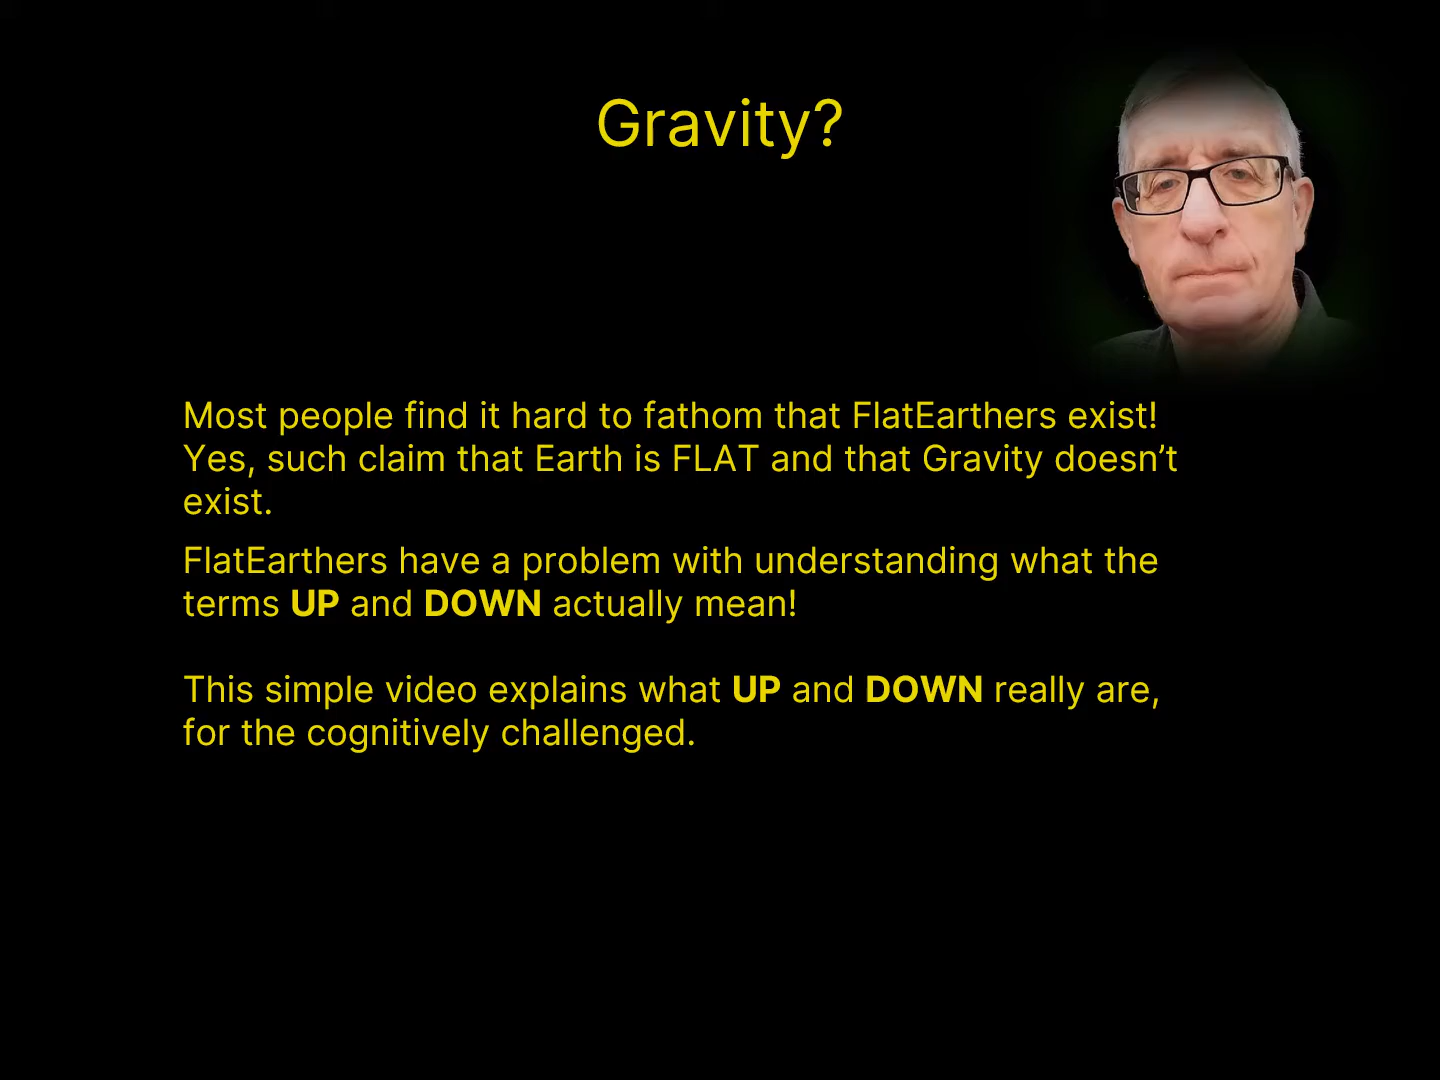 Gravity?
Most people find it hard to fathom that FlatEarthers exist!
Yes, such claim that Earth is FLAT and that Gravity doesn’t
exist.
FlatEarthers have a problem with understanding what the
terms UP and DOWN actually mean!
This simple video explains what UP and DOWN really are,
for the cognitively challenged.